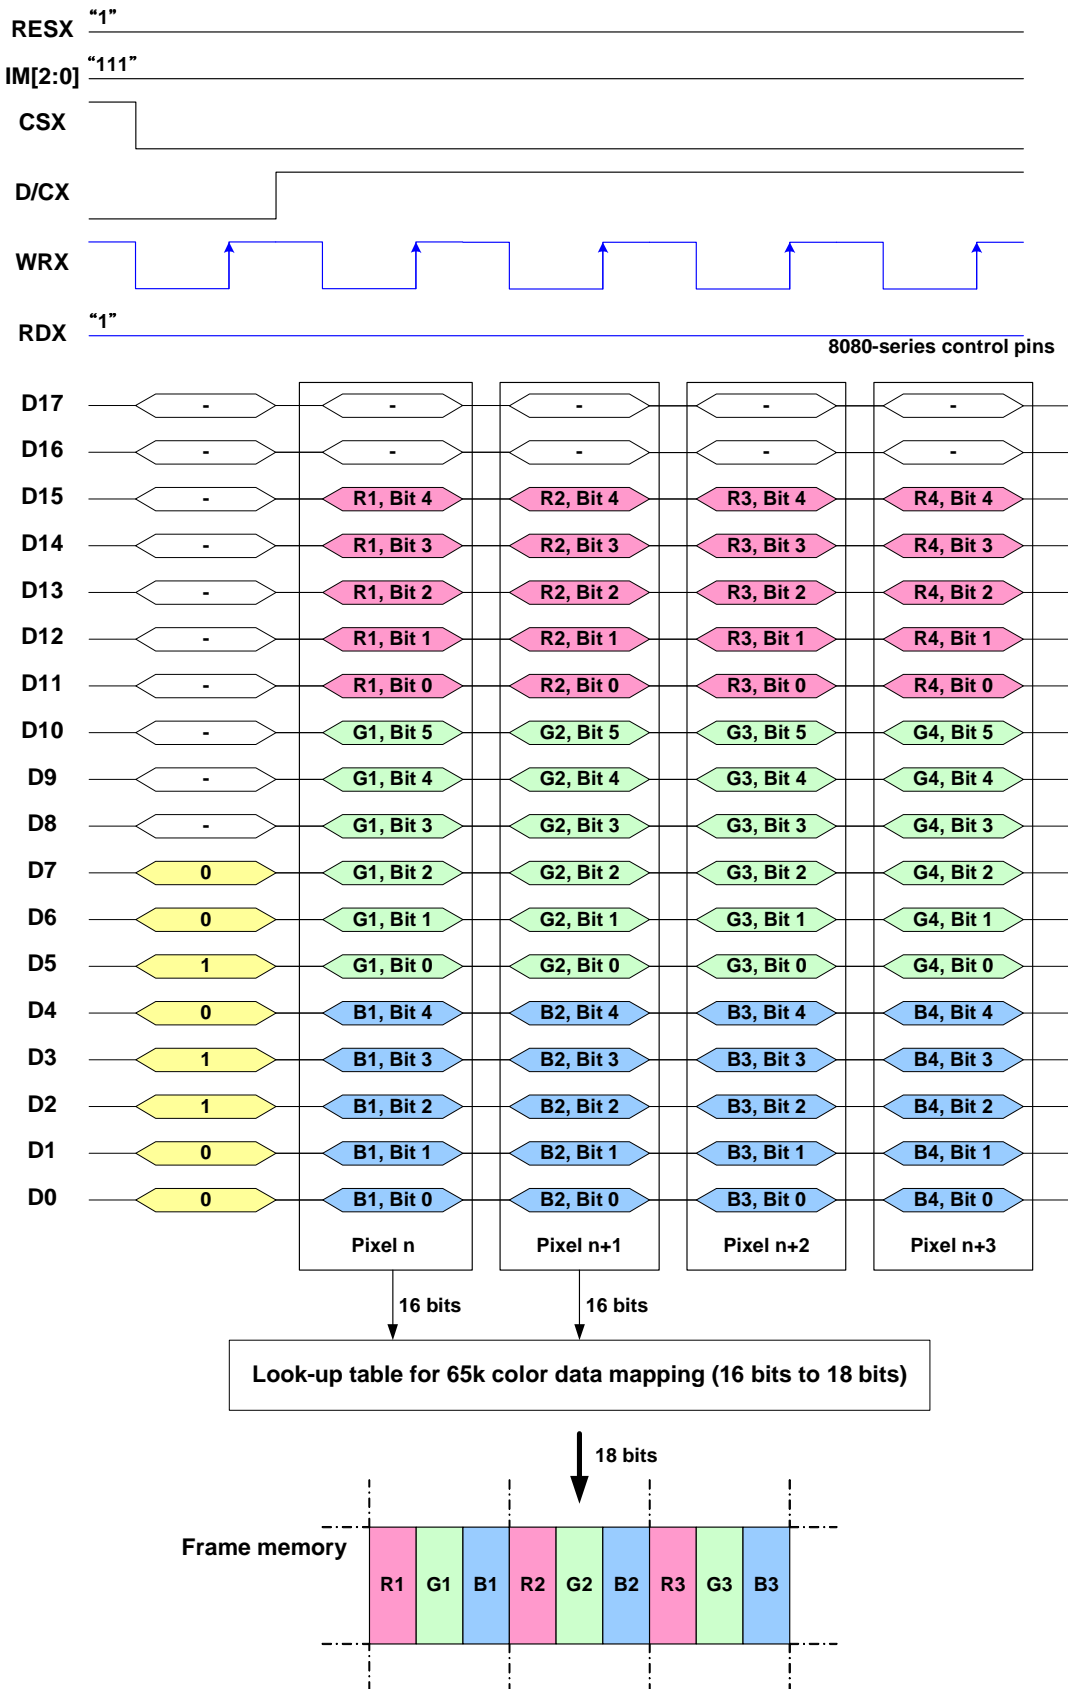 RESX "1"
IM[2:0] "111"
CSX
D/CX
WRX
RDX "1"
8080-series control pins
D17 - - - - -
D16 - - - - -
D15 - R1, Bit 4 R2, Bit 4 R3, Bit 4 R4, Bit 4
D14 - R1, Bit 3 R2, Bit 3 R3, Bit 3 R4, Bit 3
D13 - R1, Bit 2 R2, Bit 2 R3, Bit 2 R4, Bit 2
D12 - R1, Bit 1 R2, Bit 1 R3, Bit 1 R4, Bit 1
D11 - R1, Bit 0 R2, Bit 0 R3, Bit 0 R4, Bit 0
D10 - G1, Bit 5 G2, Bit 5 G3, Bit 5 G4, Bit 5
D9 - G1, Bit 4 G2, Bit 4 G3, Bit 4 G4, Bit 4
D8 - G1, Bit 3 G2, Bit 3 G3, Bit 3 G4, Bit 3
D7 0 G1, Bit 2 G2, Bit 2 G3, Bit 2 G4, Bit 2
D6 0 G1, Bit 1 G2, Bit 1 G3, Bit 1 G4, Bit 1
D5 1 G1, Bit 0 G2, Bit 0 G3, Bit 0 G4, Bit 0
D4 0 B1, Bit 4 B2, Bit 4 B3, Bit 4 B4, Bit 4
D3 1 B1, Bit 3 B2, Bit 3 B3, Bit 3 B4, Bit 3
D2 1 B1, Bit 2 B2, Bit 2 B3, Bit 2 B4, Bit 2
D1 0 B1, Bit 1 B2, Bit 1 B3, Bit 1 B4, Bit 1
D0 0 B1, Bit 0 B2, Bit 0 B3, Bit 0 B4, Bit 0
Pixel n Pixel n+1 Pixel n+2 Pixel n+3
16 bits 16 bits
Look-up table for 65k color data mapping (16 bits to 18 bits)
18 bits
Frame memory
R1 G1 B1 R2 G2 B2 R3 G3 B3